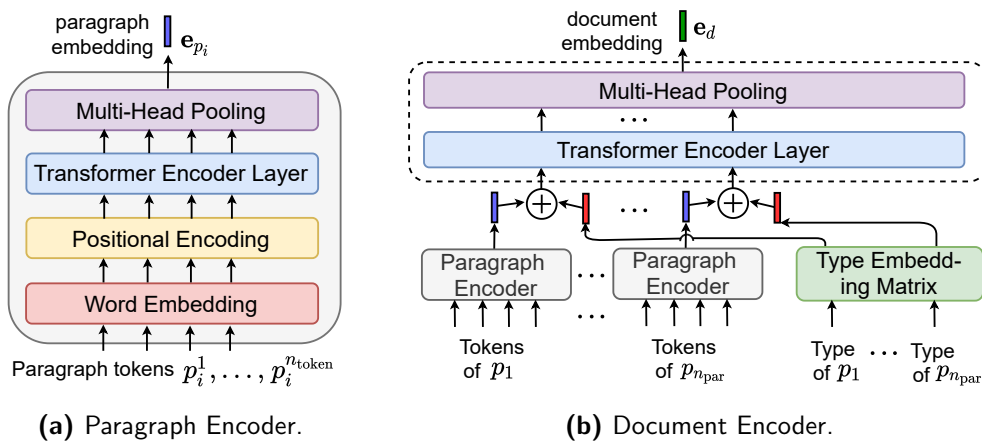 paragraph
embedding
e_{p_i}
Multi-Head Pooling
Transformer Encoder Layer
Positional Encoding
Word Embedding
Paragraph tokens p_i^1, . . . , p_i^{n_token}
(a) Paragraph Encoder.
document
embedding
e_d
Multi-Head Pooling
...
Transformer Encoder Layer
+ ... +
Paragraph
Encoder
...
Paragraph
Encoder
Type Embedd-
ing Matrix
...
Tokens
of p_1
Tokens
of p_{n_par}
Type
of p_1
...
Type
of p_{n_par}
(b) Document Encoder.